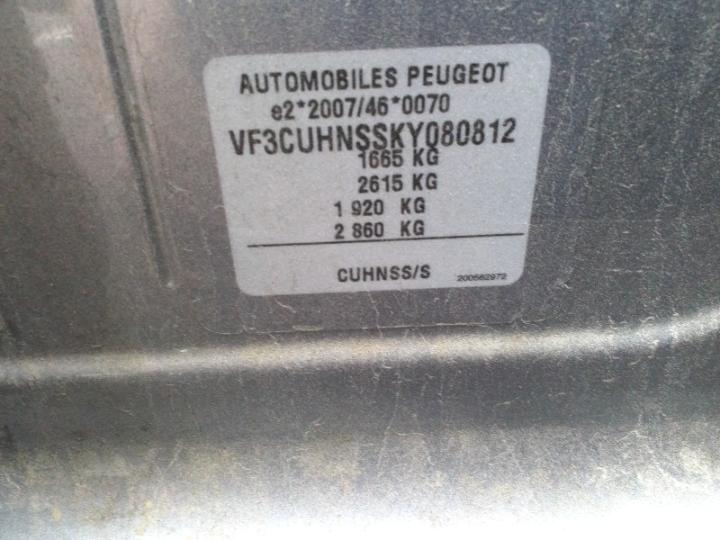 AUTOMOBILES PEUGEOT
e2*2007/46*0070
VF3CUHNSSKY080812
1665 KG
2615 KG
1 920 KG
2 860 KG
CUHNSS/S 200562972